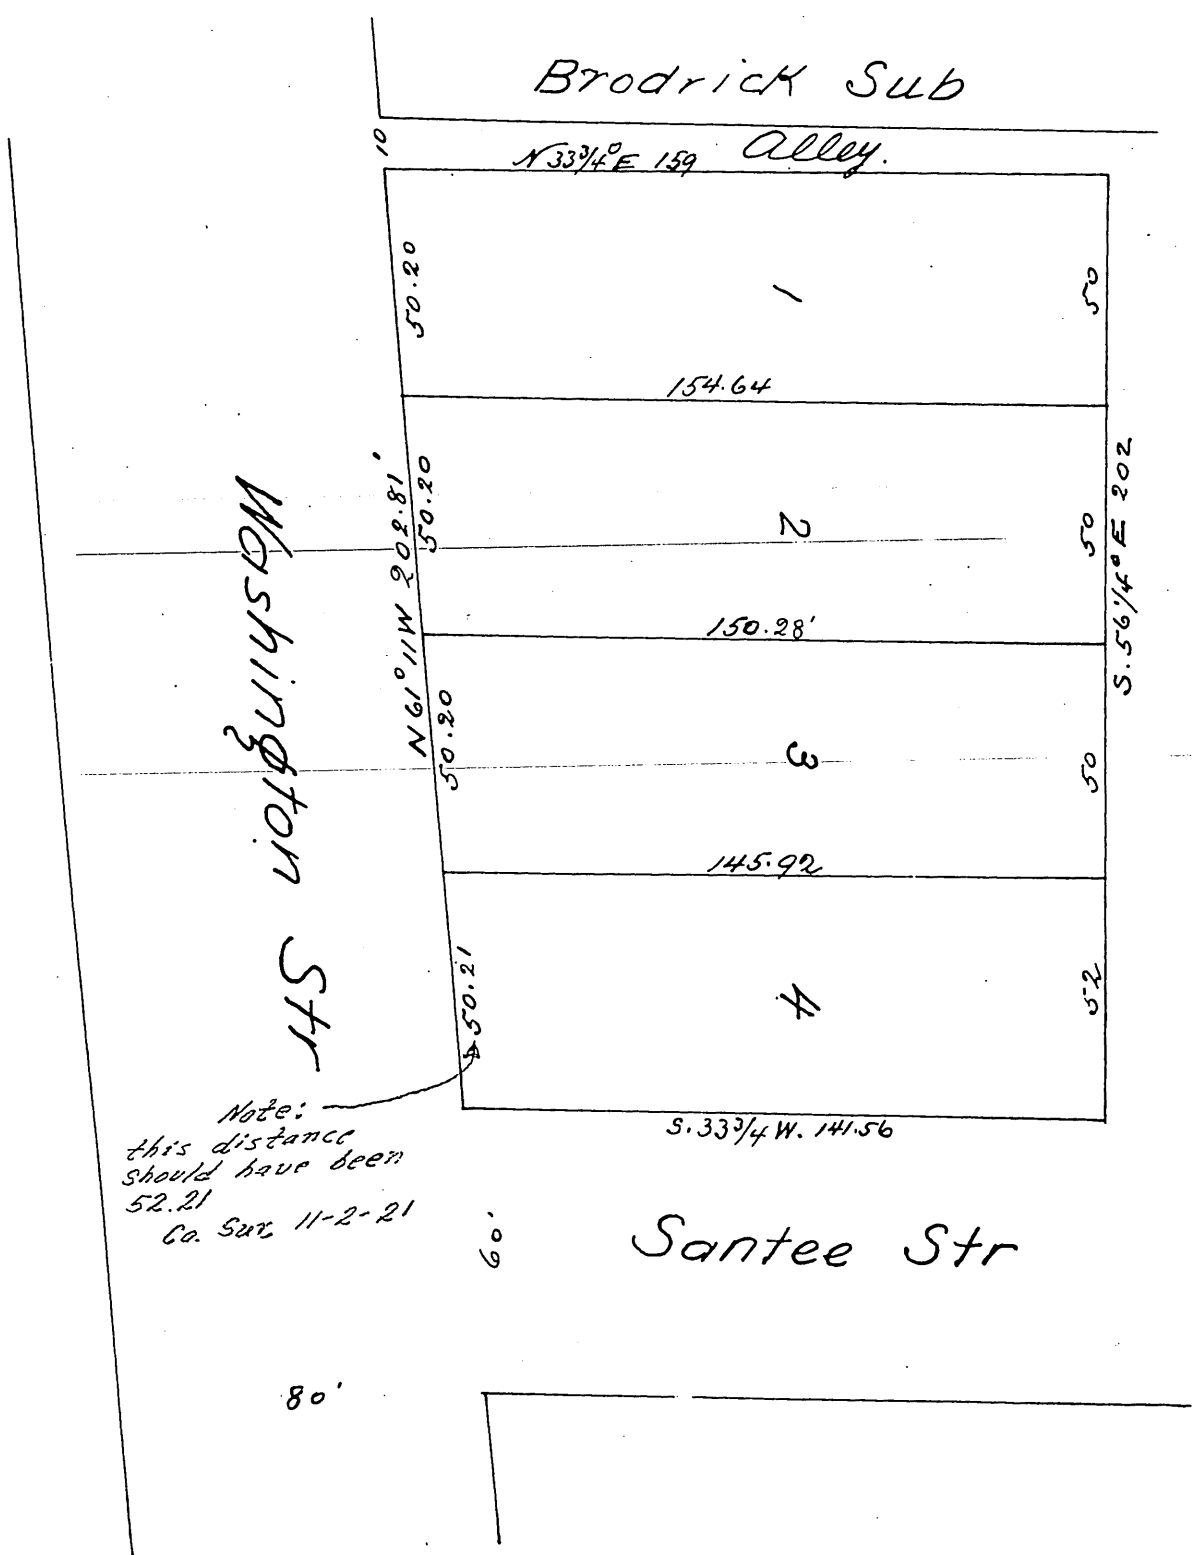 Brodrick Sub
10
N 33 3/4° E 159
Alley.
50.20
1
50
154.64
N 61° 11 W 202.81'
50.20
2
50
S. 56 1/4° E 202
150.28'
Washington Str
50.20
3
50
145.92
50.21
4
52
Note:
this distance
should have been
52.21
Co. Sur. 11-2-21
S. 33 3/4 W. 141.56
60'
Santee Str
80'